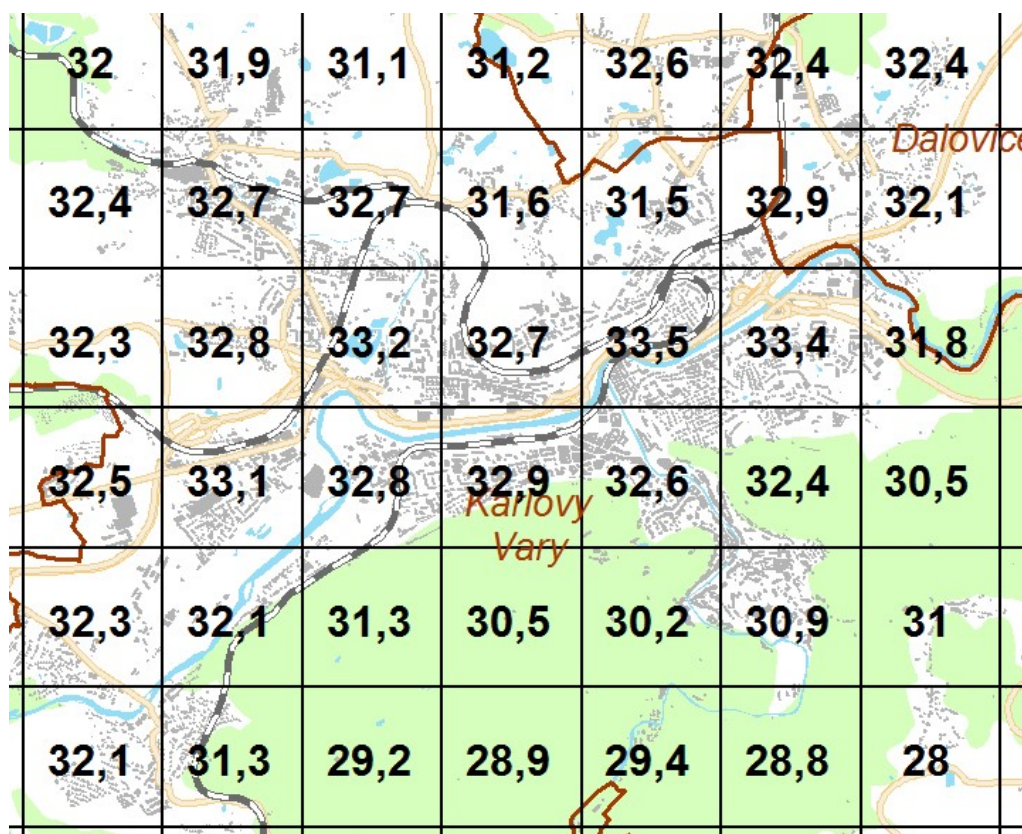 32 31,9 31,1 31,2 32,6 32,4 32,4
Dalovice
32,4 32,7 32,7 31,6 31,5 32,9 32,1
32,3 32,8 33,2 32,7 33,5 33,4 31,8
32,5 33,1 32,8 32,9 32,6 32,4 30,5
Karlovy
Vary
32,3 32,1 31,3 30,5 30,2 30,9 31
32,1 31,3 29,2 28,9 29,4 28,8 28